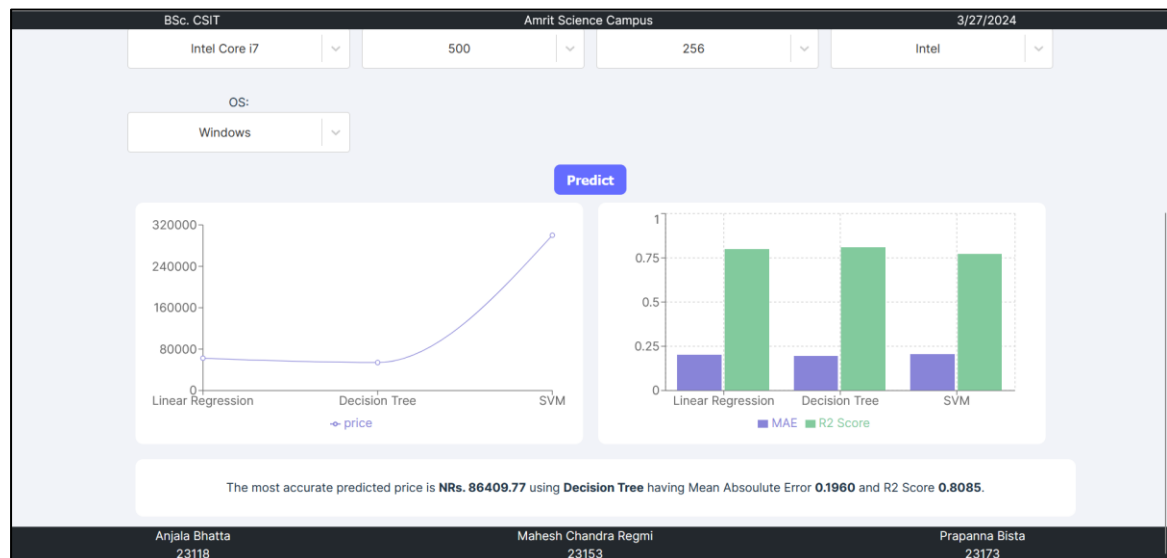 BSc. CSIT Amrit Science Campus 3/27/2024
Intel Core i7 500 256 Intel
OS:
Windows
Predict
320000
240000
160000
80000
0
Linear Regression Decision Tree SVM
price
1
0.75
0.5
0.25
0
Linear Regression Decision Tree SVM
MAE R2 Score
The most accurate predicted price is NRs. 86409.77 using Decision Tree having Mean Absoulute Error 0.1960 and R2 Score 0.8085.
Anjala Bhatta Mahesh Chandra Regmi Prapanna Bista
23118 23153 23173